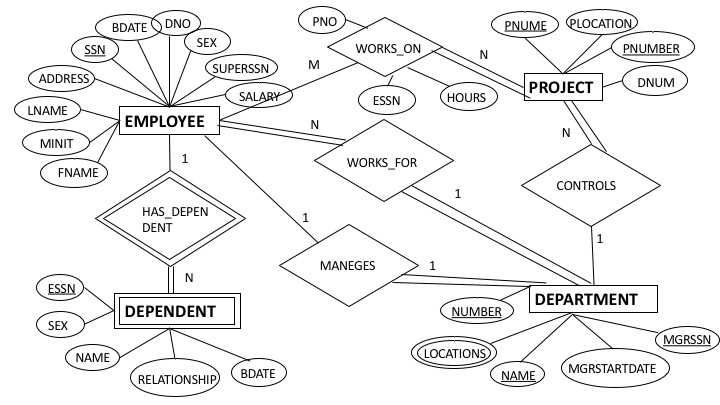 DNO
BDATE
PNO
PNUME
PLOCATION
SSN
SEX
WORKS_ON
N
PNUMBER
SUPERSSN
M
ADDRESS
PROJECT
DNUM
SALARY
ESSN
HOURS
LNAME
EMPLOYEE
N
N
MINIT
1
WORKS_FOR
FNAME
CONTROLS
1
HAS_DEPEN
DENT
1
1
MANEGES
1
N
ESSN
DEPENDENT
NUMBER
DEPARTMENT
SEX
MGRSSN
LOCATIONS
NAME
RELATIONSHIP
BDATE
NAME
MGRSTARTDATE